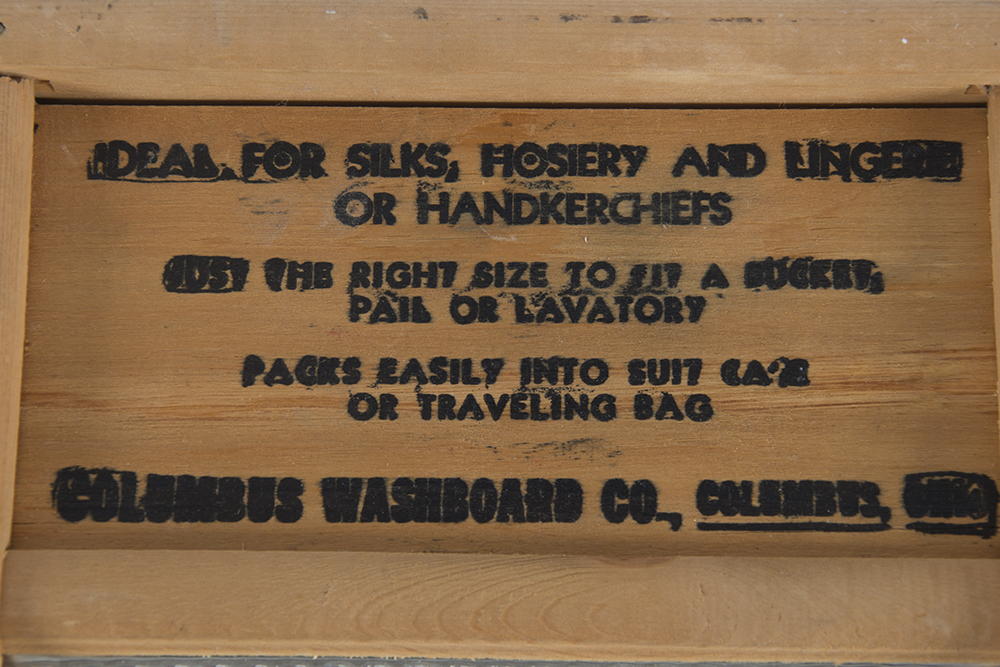 IDEAL FOR SILKS, HOSIERY AND LINGERIE
OR HANDKERCHIEFS
JUST THE RIGHT SIZE TO FIT A BUCKET,
PAIL OR LAVATORY
PACKS EASILY INTO SUIT CASE
OR TRAVELING BAG
COLUMBUS WASHBOARD CO., COLUMBUS, OHIO